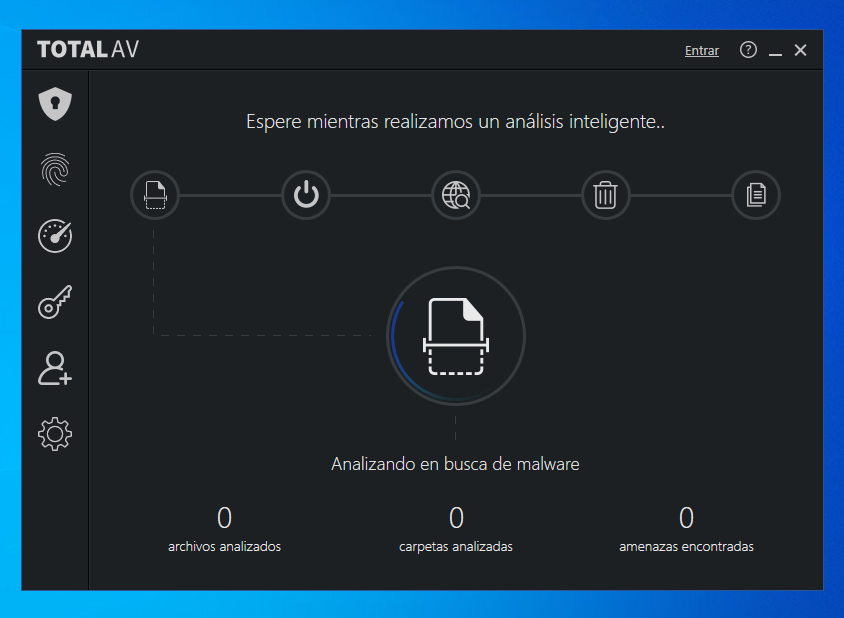 TOTAL AV
Entrar
Espere mientras realizamos un análisis inteligente..
Analizando en busca de malware
0 0 0
archivos analizados carpetas analizadas amenazas encontradas